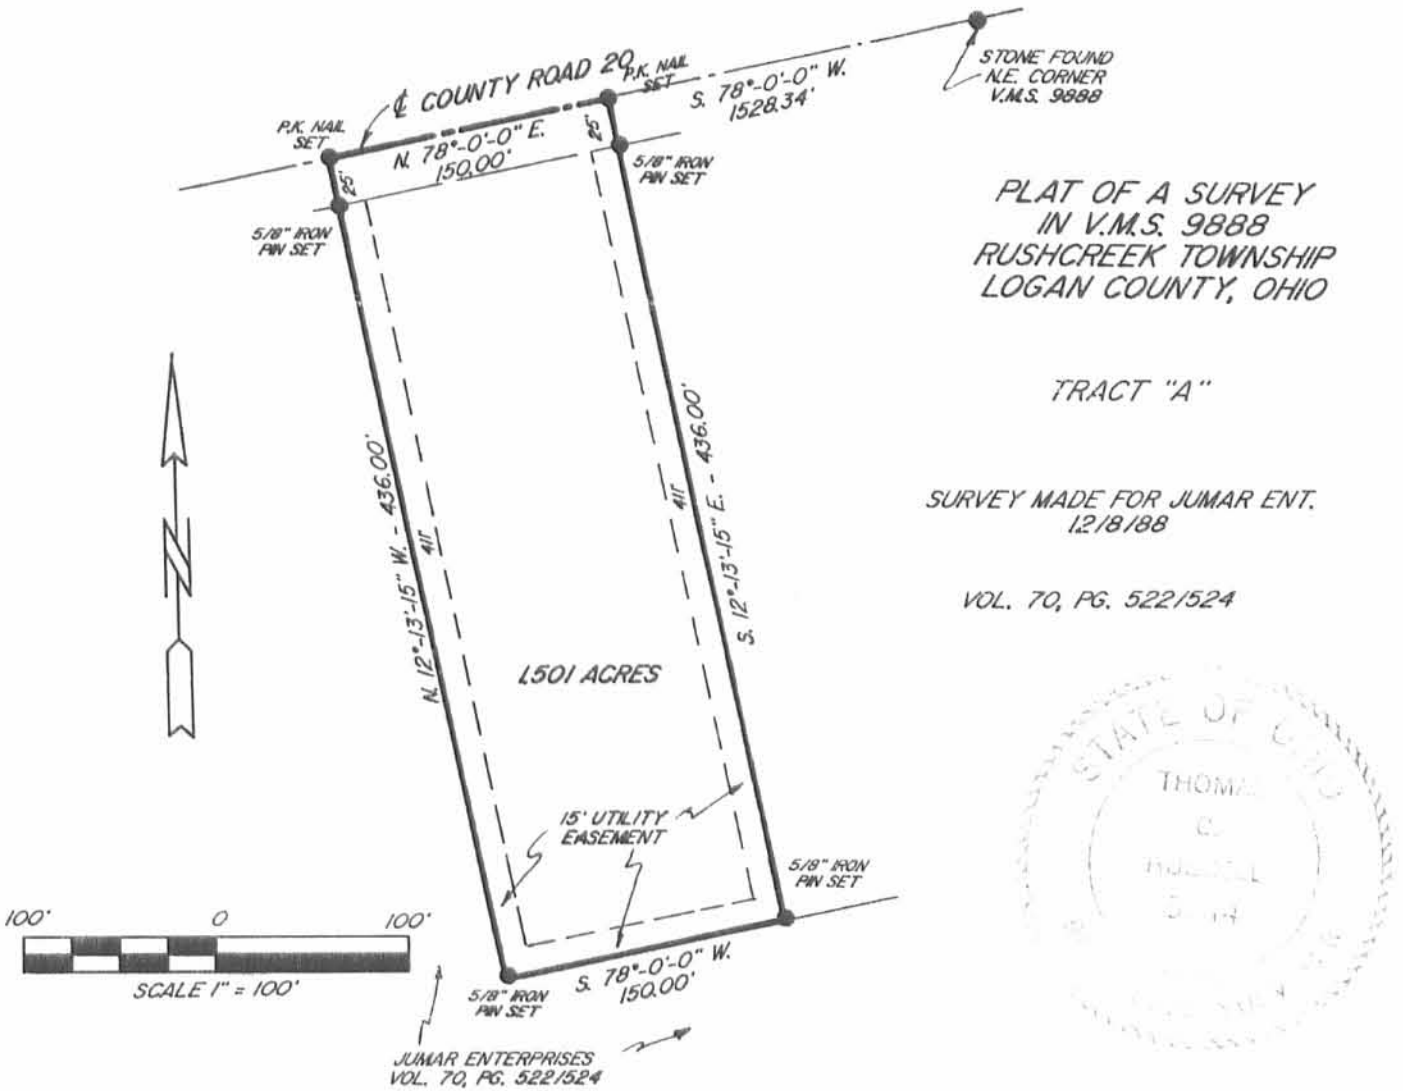 ₵ COUNTY ROAD 20
P.K. NAIL
SET
P.K. NAIL
SET
S. 78°-0'-0" W.
1528.34'
STONE FOUND
N.E. CORNER
V.M.S. 9888
N. 78°-0'-0" E.
150.00'
25'
25'
5/8" IRON
PIN SET
5/8" IRON
PIN SET
PLAT OF A SURVEY
IN V.M.S. 9888
RUSHCREEK TOWNSHIP
LOGAN COUNTY, OHIO
TRACT "A"
SURVEY MADE FOR JUMAR ENT.
12/8/88
VOL. 70, PG. 522/524
N
N. 12°-13'-15" W. - 436.00'
411'
411'
S. 12°-13'-15" E. - 436.00'
1.501 ACRES
15' UTILITY
EASEMENT
5/8" IRON
PIN SET
5/8" IRON
PIN SET
S. 78°-0'-0" W.
150.00'
100' 0 100'
SCALE 1" = 100'
JUMAR ENTERPRISES
VOL. 70, PG. 522/524
STATE OF
C.